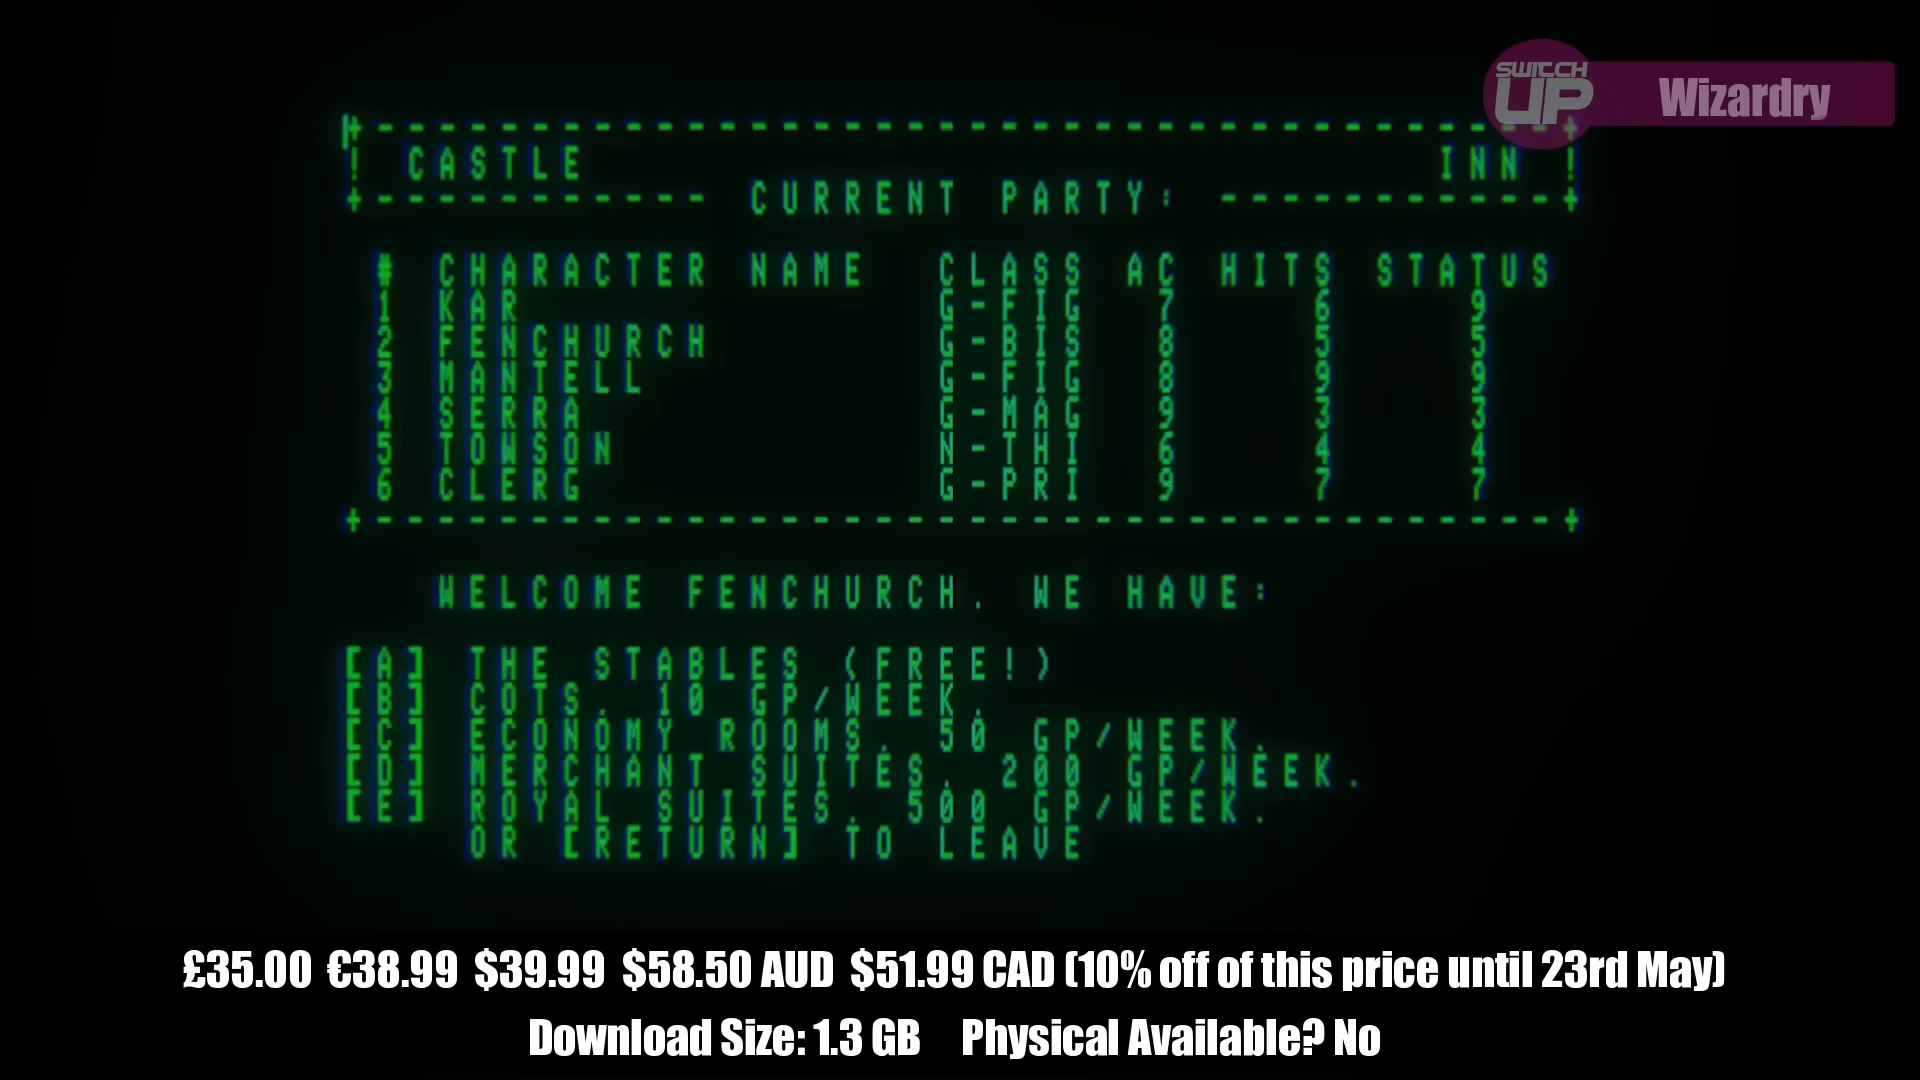 SWITCH UP Wizardry
+--------------------------------------+
! CASTLE INN !
+----------- CURRENT PARTY: -----------+
# CHARACTER NAME CLASS AC HITS STATUS
1 KAR G-FIG 7 6 9
2 FENCHURCH G-BIS 8 5 5
3 MANTELL G-FIG 8 9 9
4 SERRA G-MAG 9 3 3
5 TOWSON N-THI 6 4 4
6 CLERG G-PRI 9 7 7
+--------------------------------------+
WELCOME FENCHURCH. WE HAVE:
[A] THE STABLES (FREE!)
[B] COTS. 10 GP/WEEK.
[C] ECONOMY ROOMS. 50 GP/WEEK.
[D] MERCHANT SUITES. 200 GP/WEEK.
[E] ROYAL SUITES. 500 GP/WEEK.
OR [RETURN] TO LEAVE
£35.00 €38.99 $39.99 $58.50 AUD $51.99 CAD (10% off of this price until 23rd May)
Download Size: 1.3 GB Physical Available? No